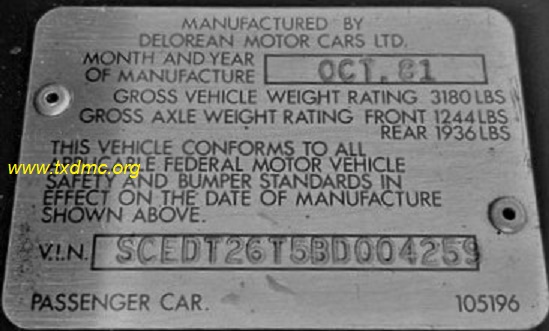 MANUFACTURED BY
DELOREAN MOTOR CARS LTD.
MONTH AND YEAR
OF MANUFACTURE OCT. 81
GROSS VEHICLE WEIGHT RATING 3180 LBS
GROSS AXLE WEIGHT RATING FRONT 1244 LBS
REAR 1936 LBS
THIS VEHICLE CONFORMS TO ALL
www.txdmc.org FEDERAL MOTOR VEHICLE
SAFETY AND BUMPER STANDARDS IN
EFFECT ON THE DATE OF MANUFACTURE
SHOWN ABOVE.
V.I.N. SCEDT26T5BD004259
PASSENGER CAR. 105196